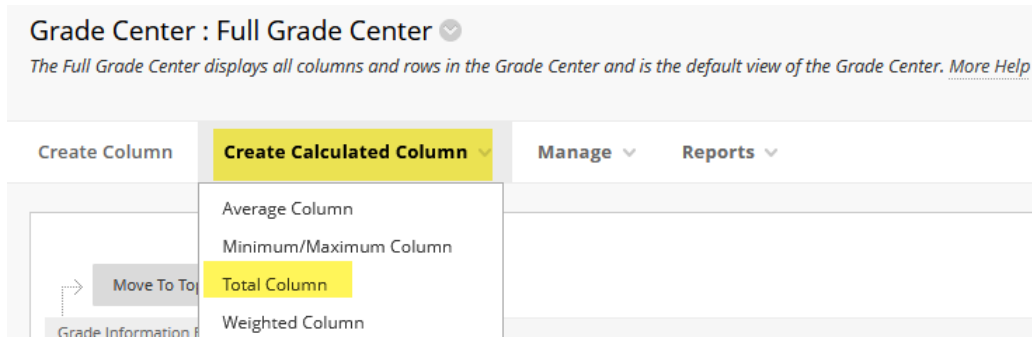 Grade Center : Full Grade Center
The Full Grade Center displays all columns and rows in the Grade Center and is the default view of the Grade Center. More Help
Create Column Create Calculated Column Manage Reports
Average Column
Minimum/Maximum Column
Move To Top Total Column
Weighted Column
Grade Information